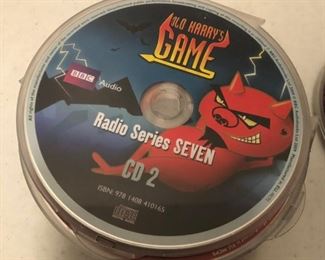 OLD HARRY'S
GAME
BBC Audio
Radio Series SEVEN
CD 2
ISBN: 978 1408 410165